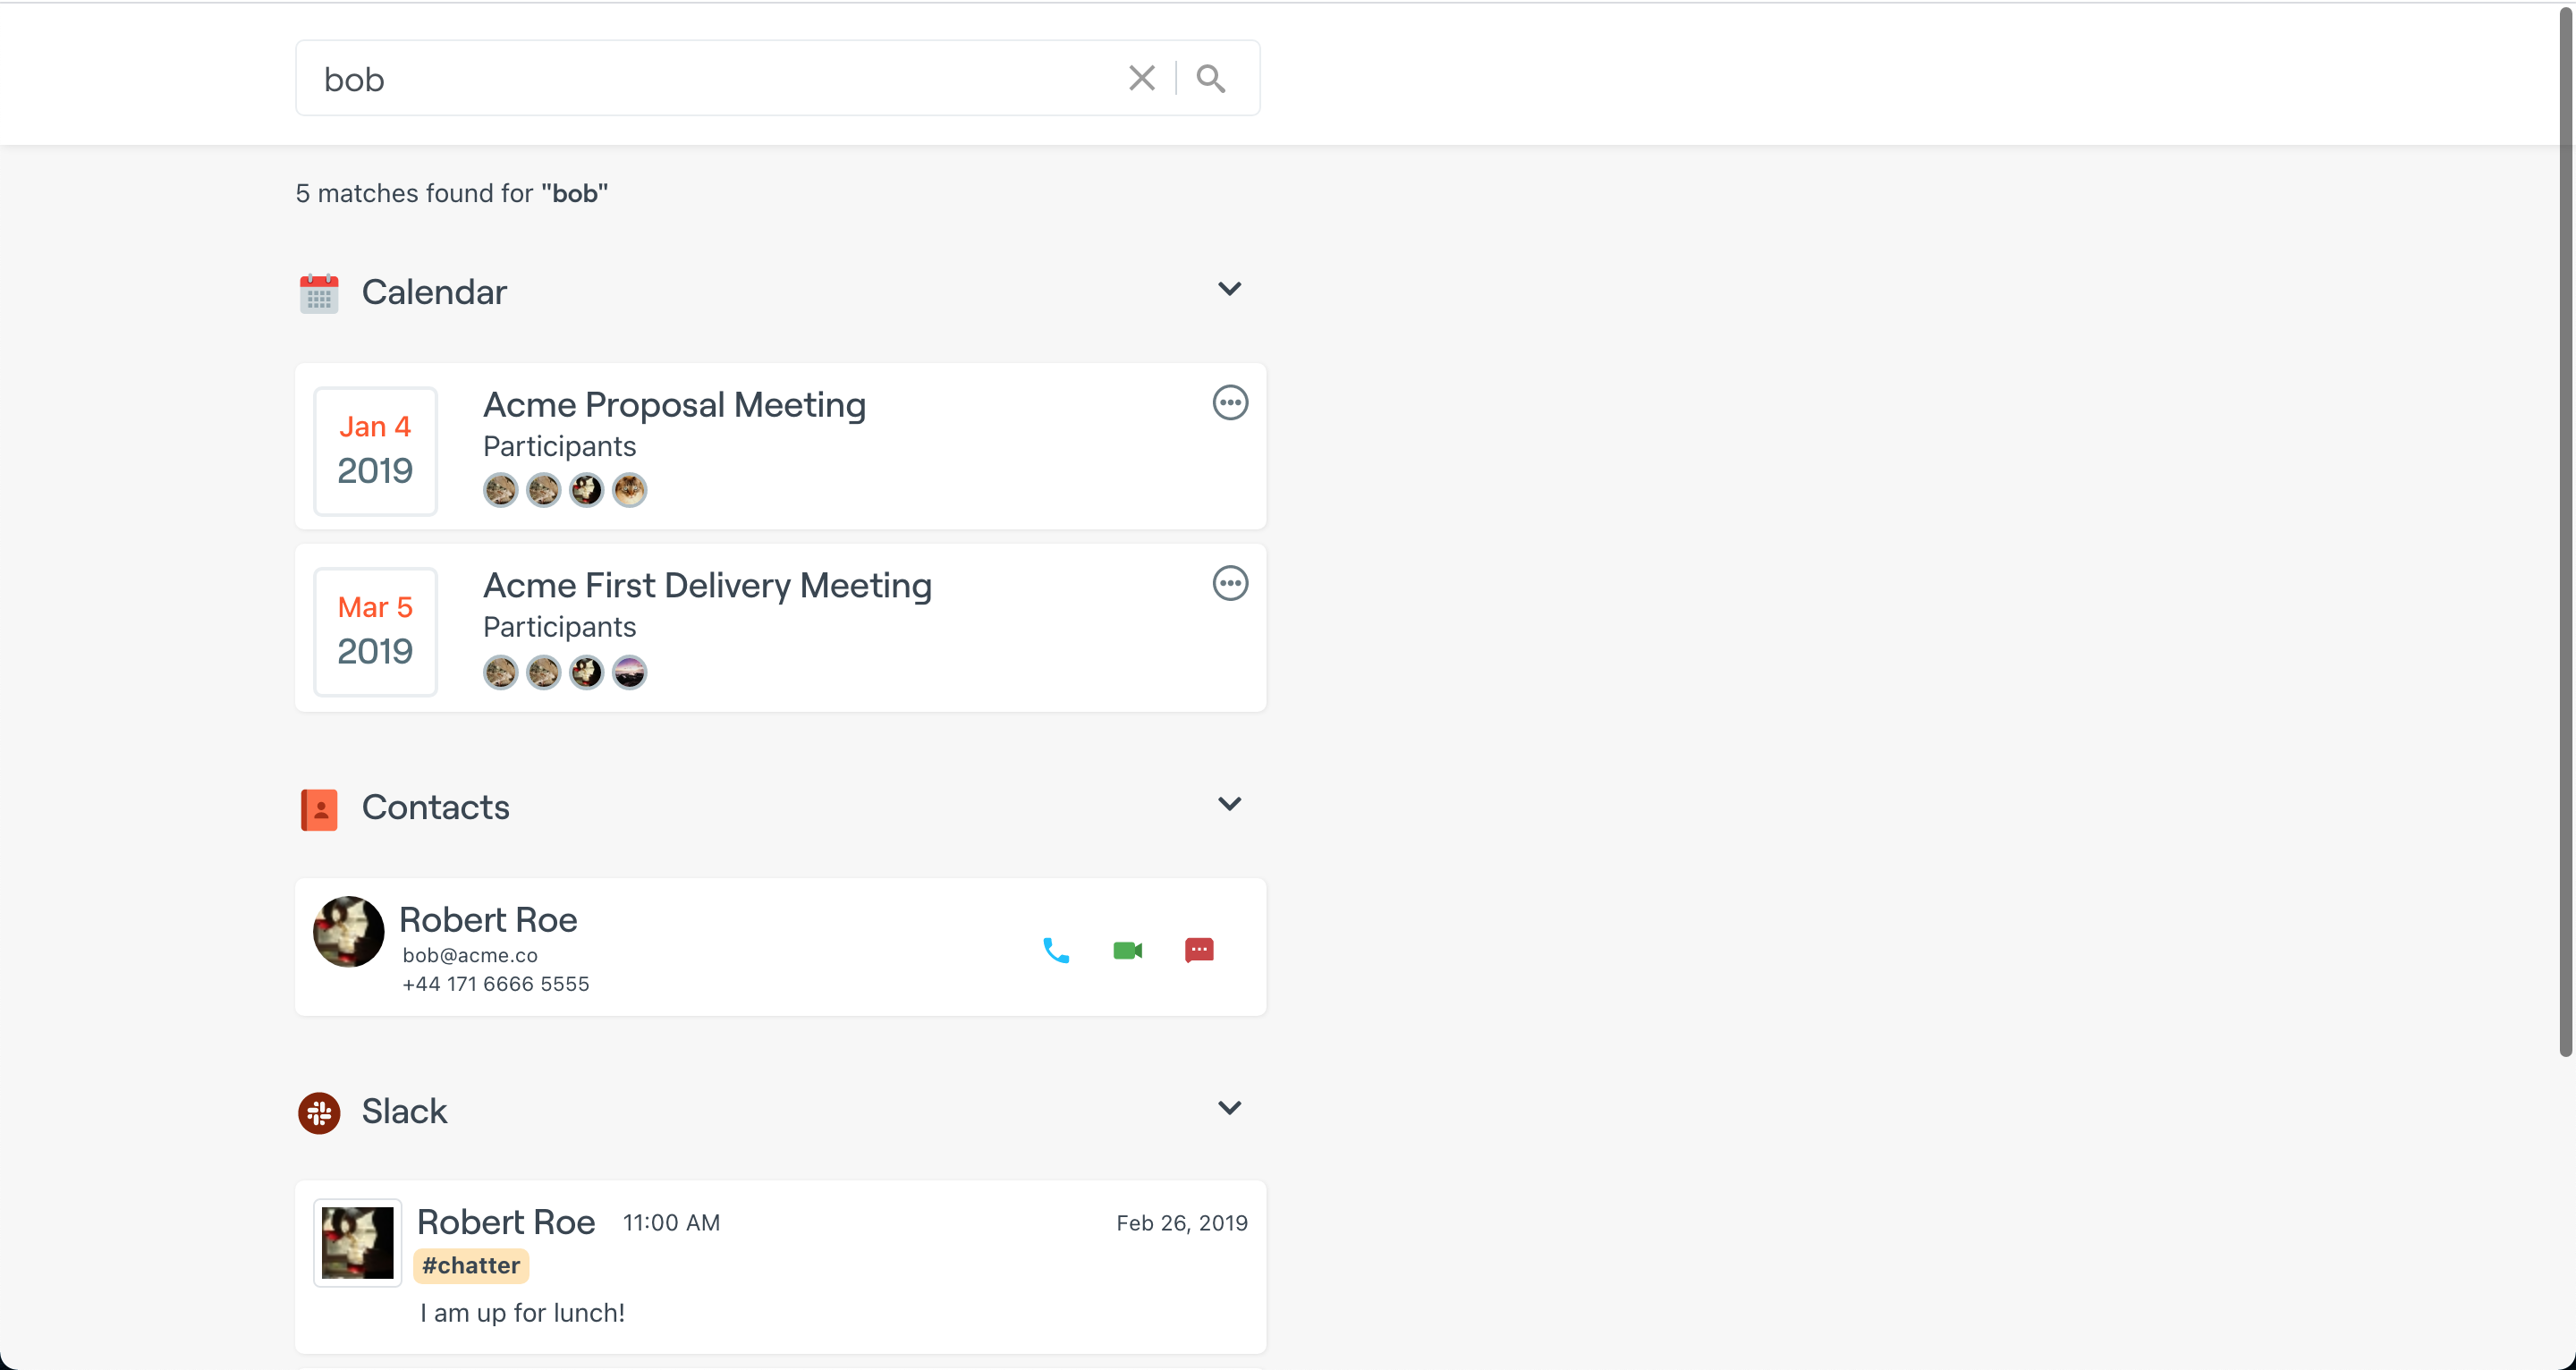 bob
5 matches found for "bob"
Calendar
Jan 4
2019
Acme Proposal Meeting
Participants
Mar 5
2019
Acme First Delivery Meeting
Participants
Contacts
Robert Roe
bob@acme.co
+44 171 6666 5555
Slack
Robert Roe 11:00 AM Feb 26, 2019
#chatter
I am up for lunch!